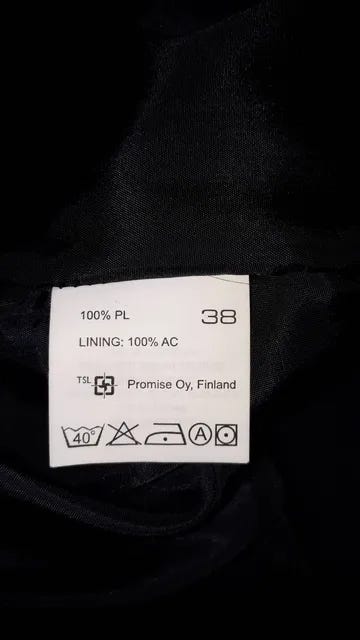 100% PL 38
LINING: 100% AC
TSL Promise Oy, Finland
40° A